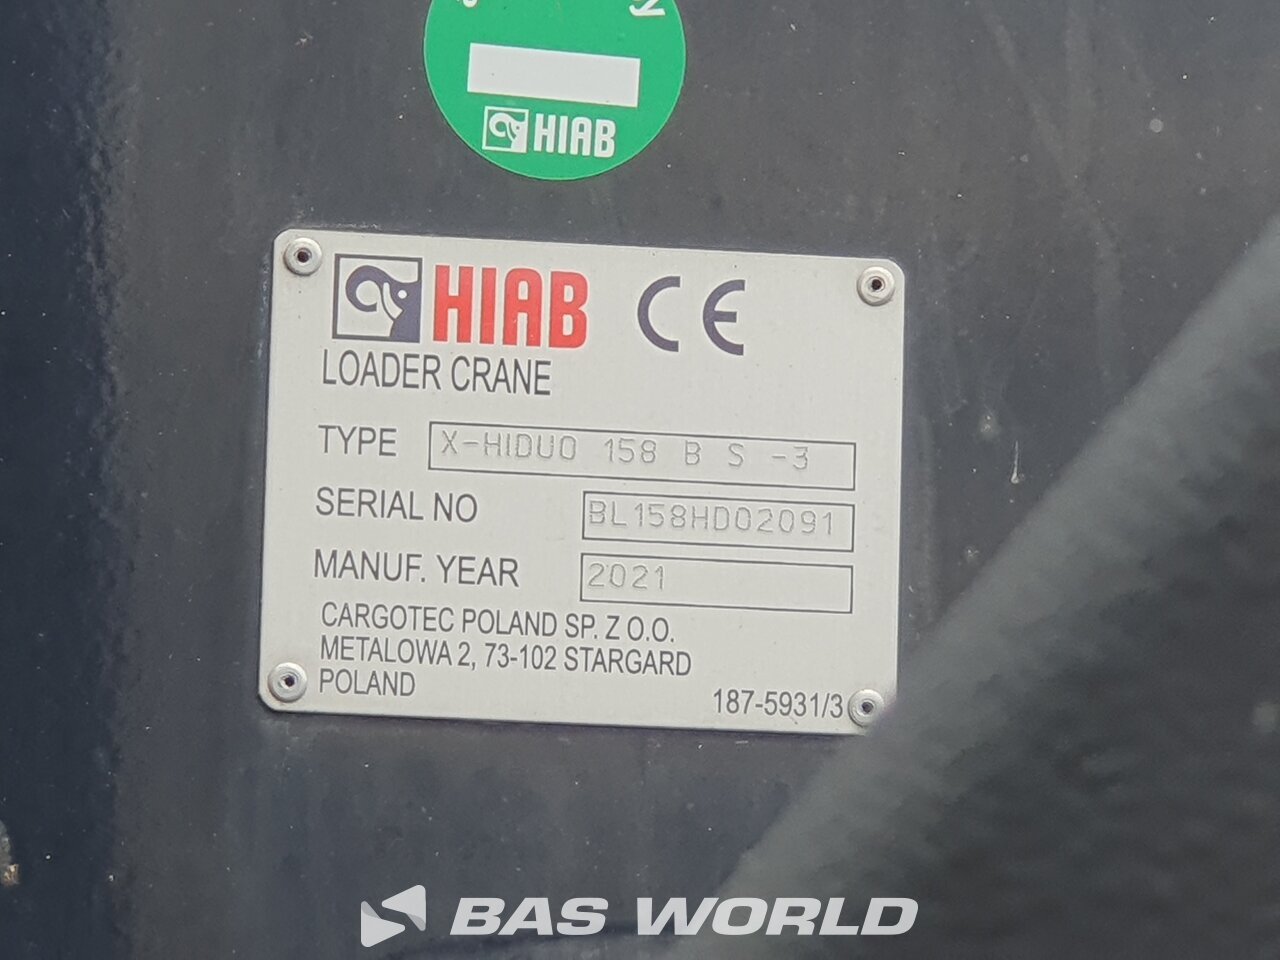 HIAB
HIAB CE
LOADER CRANE
TYPE X-HIDUO 158 B S -3
SERIAL NO BL158HD02091
MANUF. YEAR 2021
CARGOTEC POLAND SP. Z O.O.
METALOWA 2, 73-102 STARGARD
POLAND
187-5931/3
BAS WORLD